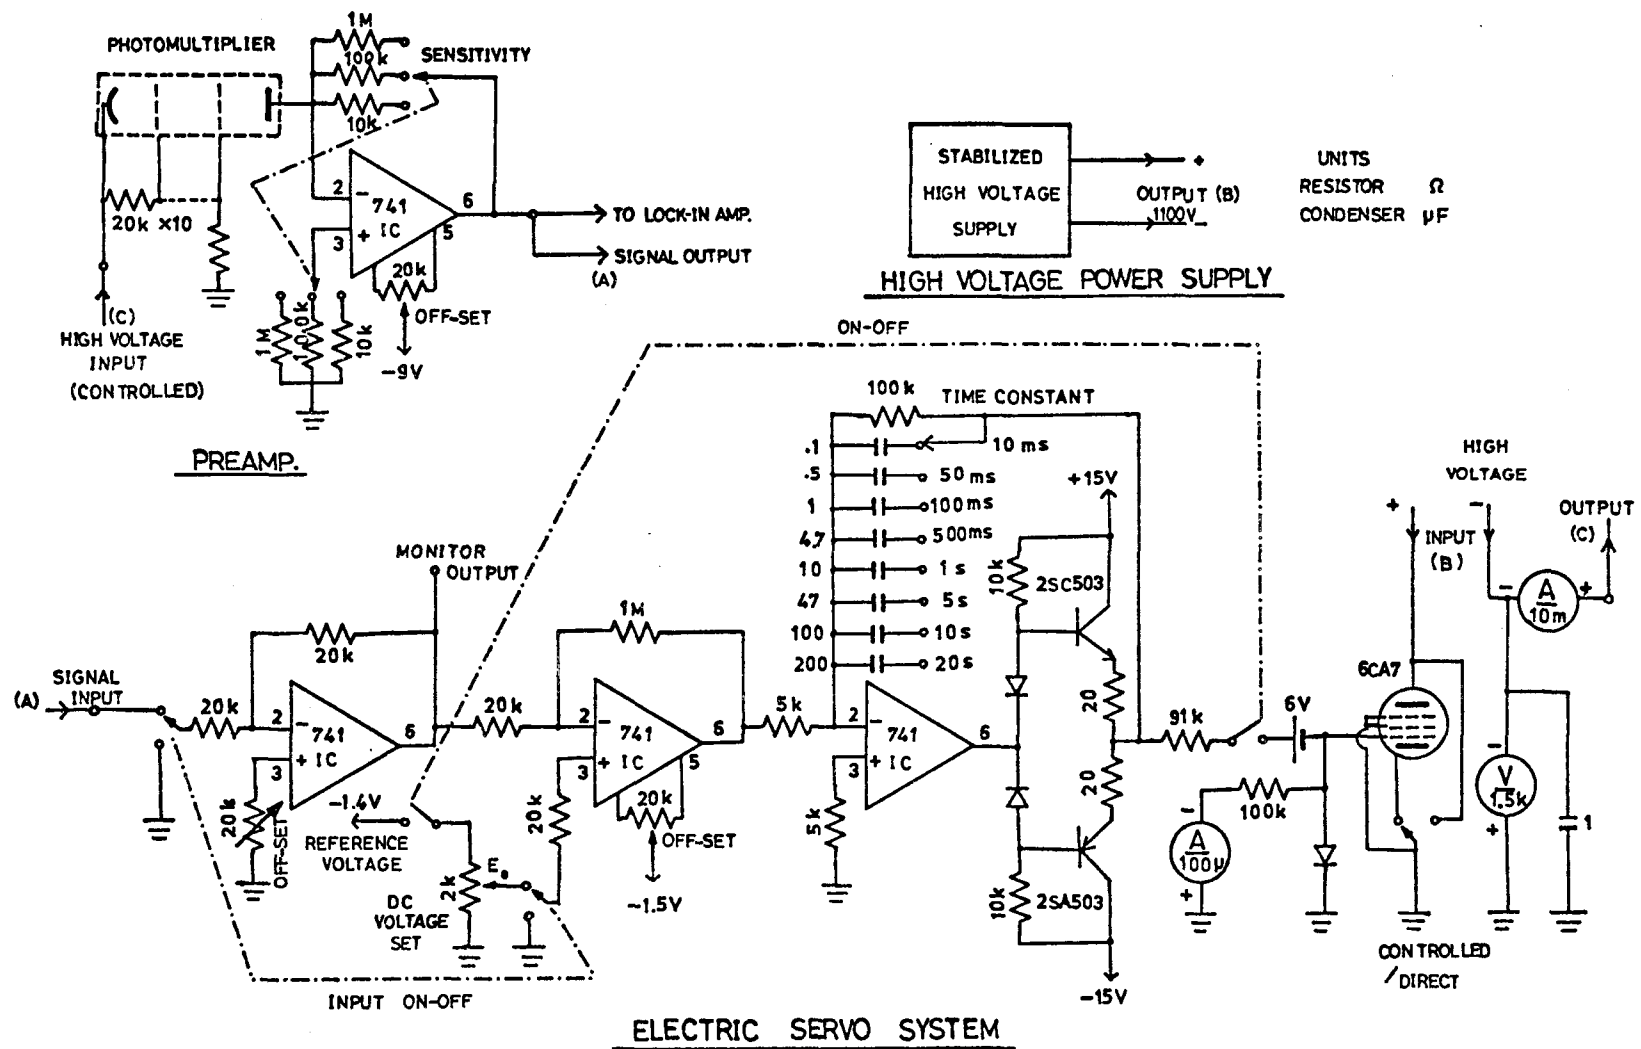 PHOTOMULTIPLIER
1M
100k
SENSITIVITY
10k
2
−
741
IC
+
3
6
5
20k ×10
20k
OFF-SET
−9V
TO LOCK-IN AMP.
SIGNAL OUTPUT
(A)
(C)
HIGH VOLTAGE
INPUT
(CONTROLLED)
1M
100k
10k
PREAMP.
STABILIZED
HIGH VOLTAGE
SUPPLY
+
OUTPUT (B)
1100V −
HIGH VOLTAGE POWER SUPPLY
UNITS
RESISTOR Ω
CONDENSER µF
ON-OFF
100k
TIME CONSTANT
.1 10 ms
.5 50 ms
1 100ms
4.7 500ms
10 1 s
47 5 s
100 10 s
200 20 s
MONITOR
OUTPUT
20k
SIGNAL
INPUT
(A)
20k
2
−
741
IC
+
3
6
20k
OFF-SET
−1.4V
REFERENCE
VOLTAGE
20k
1M
2
−
741
IC
+
3
6
5
20k
OFF-SET
~1.5V
20k
2k
E₀
DC
VOLTAGE
SET
INPUT ON-OFF
5k
2
−
741
IC
+
3
6
5k
+15V
10k
2SC503
20
20
10k
2SA503
−15V
91k
6V
100k
−
A
100µ
+
6CA7
HIGH
VOLTAGE
+
−
INPUT
(B)
OUTPUT
(C)
−
A
10m
+
−
V
1.5k
+
1
CONTROLLED
/DIRECT
ELECTRIC SERVO SYSTEM